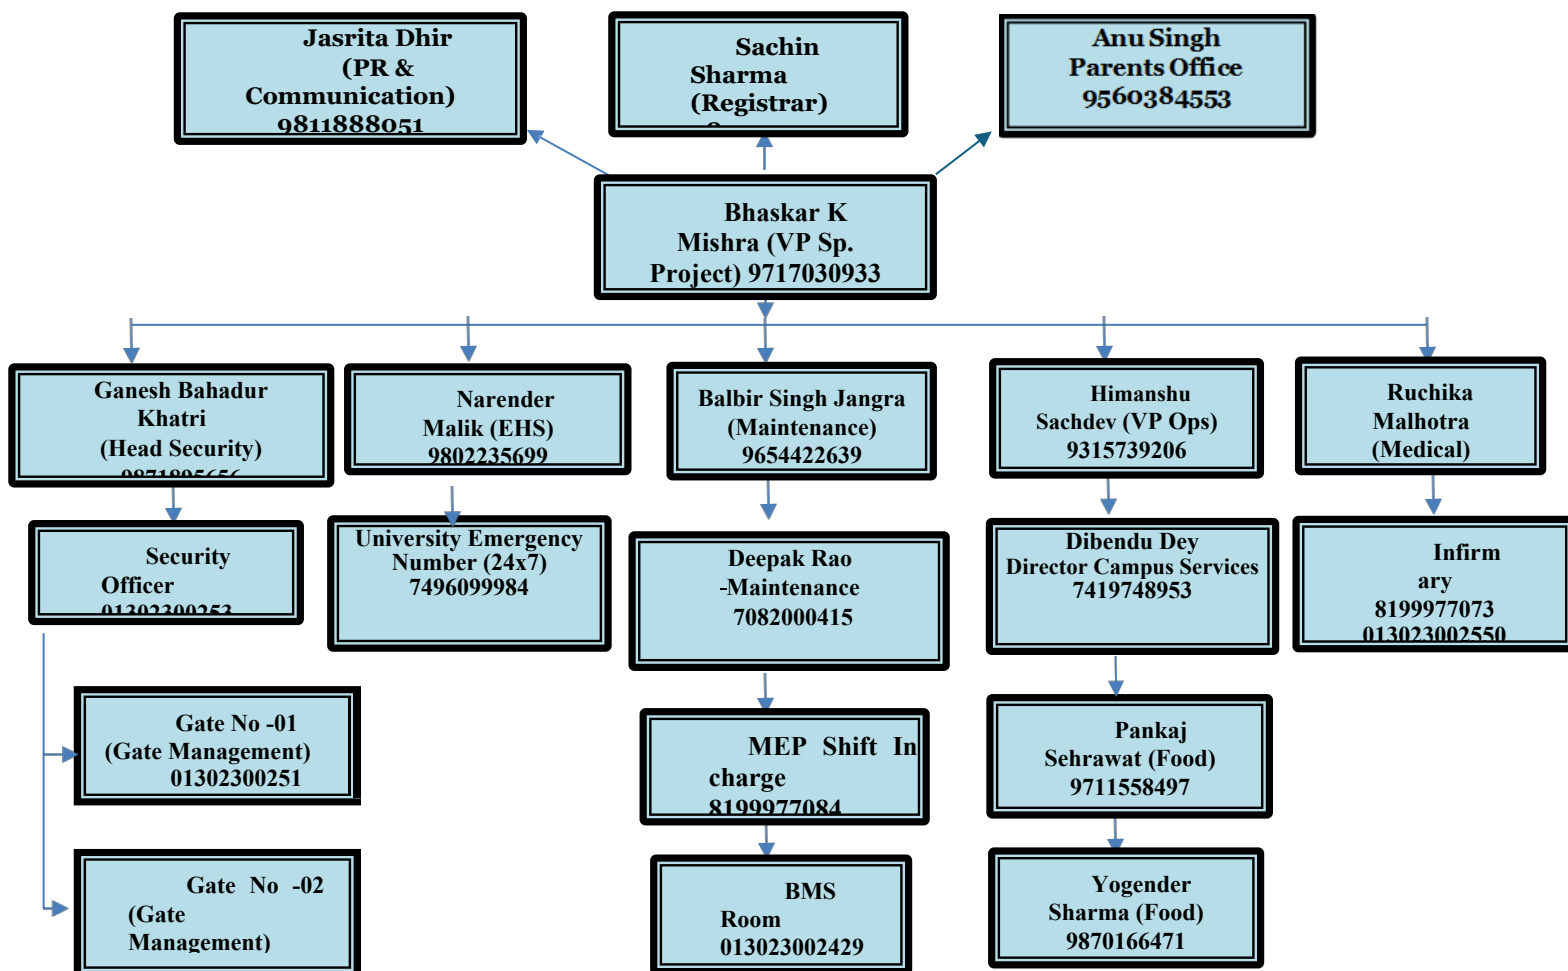 Jasrita Dhir
(PR &
Communication)
9811888051
Sachin
Sharma
(Registrar)
Anu Singh
Parents Office
9560384553
Bhaskar K
Mishra (VP Sp.
Project) 9717030933
Ganesh Bahadur
Khatri
(Head Security)
9871895656
Narender
Malik (EHS)
9802235699
Balbir Singh Jangra
(Maintenance)
9654422639
Himanshu
Sachdev (VP Ops)
9315739206
Ruchika
Malhotra
(Medical)
Security
Officer
01302300253
University Emergency
Number (24x7)
7496099984
Deepak Rao
-Maintenance
7082000415
Dibendu Dey
Director Campus Services
7419748953
Infirm
ary
8199977073
013023002550
Gate No -01
(Gate Management)
01302300251
MEP Shift In
charge
8199977084
Pankaj
Sehrawat (Food)
9711558497
Gate No -02
(Gate
Management)
BMS
Room
013023002429
Yogender
Sharma (Food)
9870166471